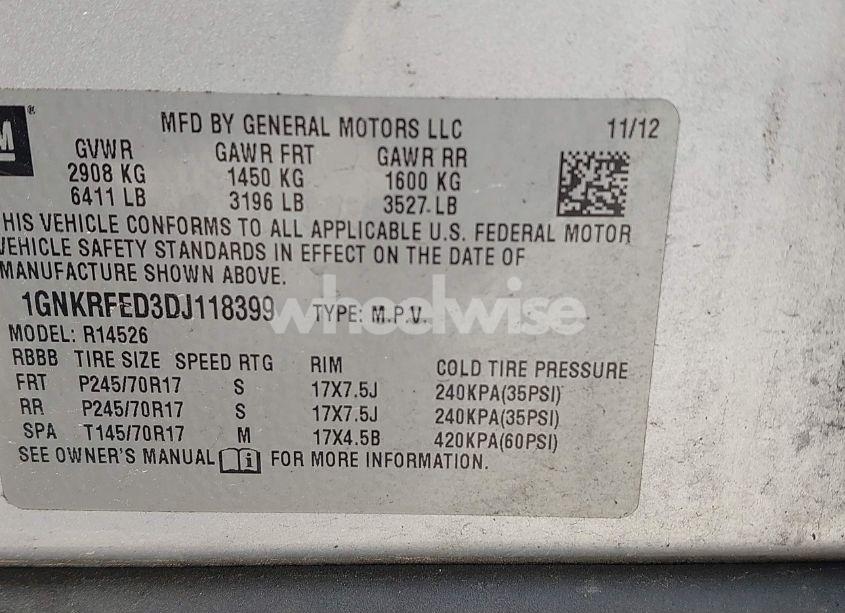 M ®
MFD BY GENERAL MOTORS LLC 11/12
GVWR GAWR FRT GAWR RR
2908 KG 1450 KG 1600 KG
6411 LB 3196 LB 3527 LB
THIS VEHICLE CONFORMS TO ALL APPLICABLE U.S. FEDERAL MOTOR
VEHICLE SAFETY STANDARDS IN EFFECT ON THE DATE OF
MANUFACTURE SHOWN ABOVE.
1GNKRFED3DJ118399 TYPE: M.P.V.
wheelwise
MODEL: R14526
RBBB TIRE SIZE SPEED RTG RIM COLD TIRE PRESSURE
FRT P245/70R17 S 17X7.5J 240KPA(35PSI)
RR P245/70R17 S 17X7.5J 240KPA(35PSI)
SPA T145/70R17 M 17X4.5B 420KPA(60PSI)
SEE OWNER'S MANUAL FOR MORE INFORMATION.